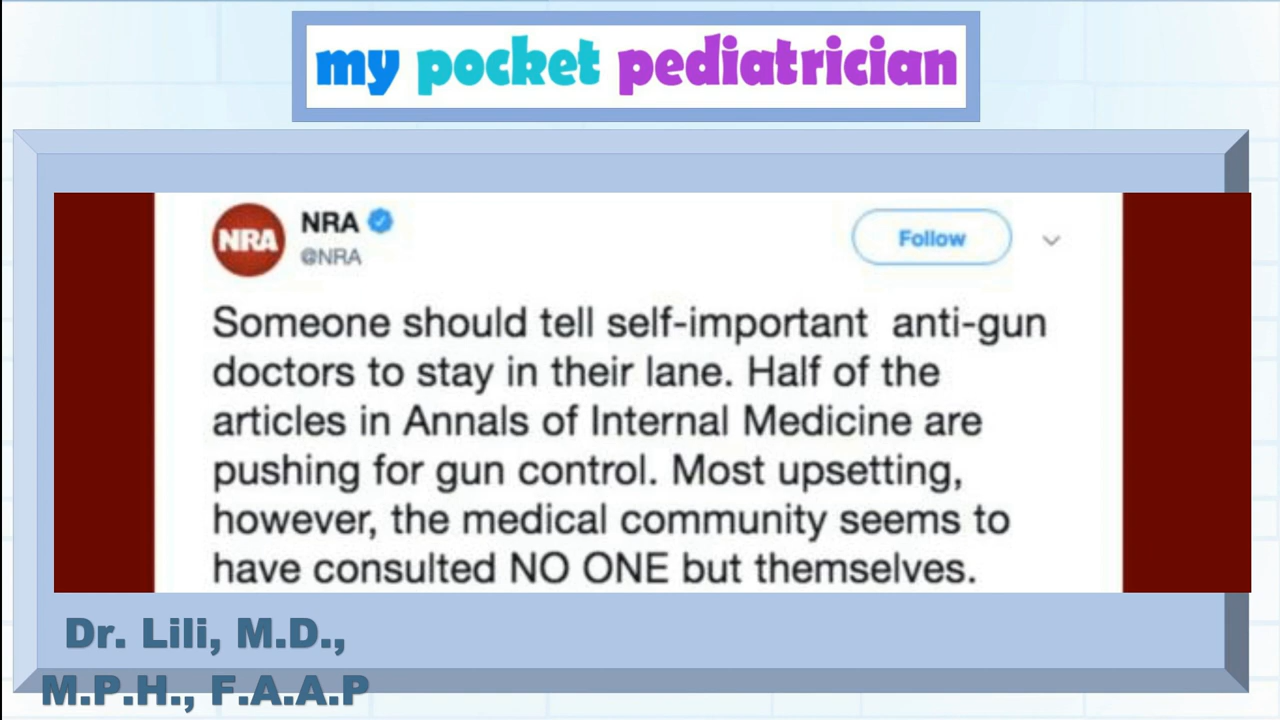 my pocket pediatrician
NRA
NRA
@NRA
Follow
Someone should tell self-important anti-gun
doctors to stay in their lane. Half of the
articles in Annals of Internal Medicine are
pushing for gun control. Most upsetting,
however, the medical community seems to
have consulted NO ONE but themselves.
Dr. Lili, M.D.,
M.P.H., F.A.A.P